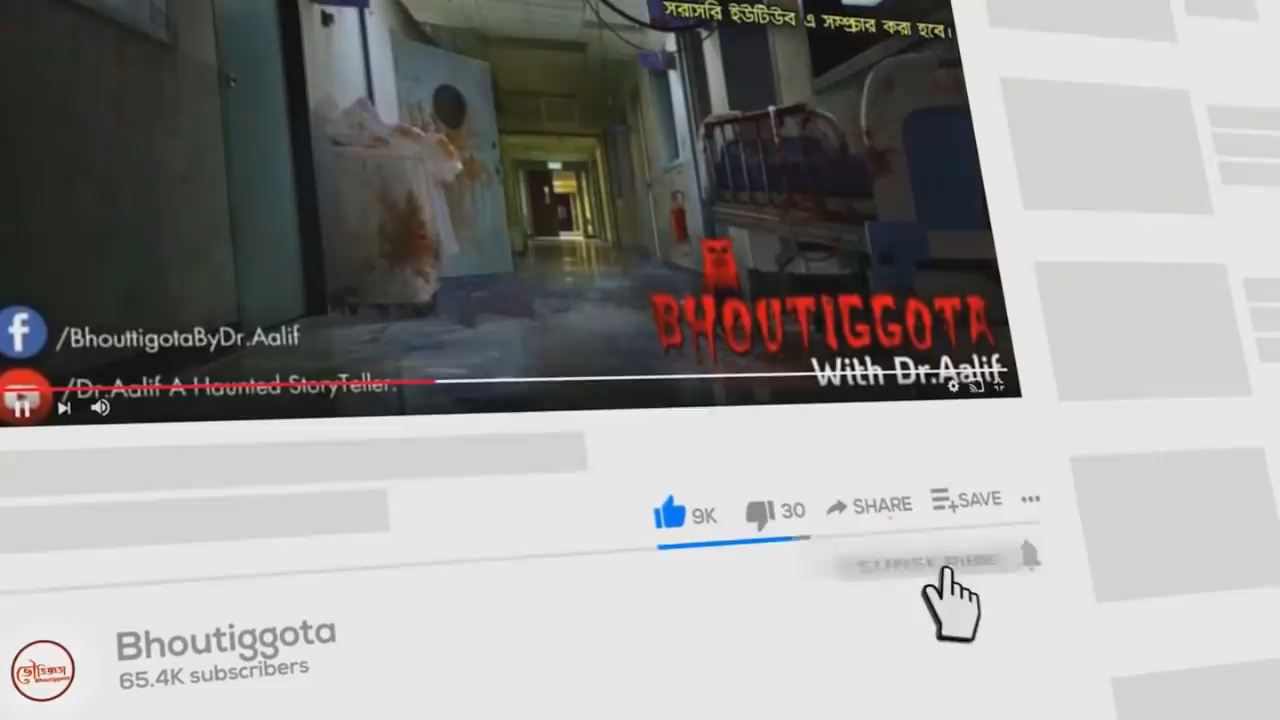 সরাসরি ইউটিউব এ সম্প্রচার করা হবে।
/BhouttigotaByDr.Aalif
/Dr.Aalif A Haunted StoryTeller.
BHOUTIGGOTA
With Dr.Aalif
9K
30
SHARE
SAVE
Bhoutiggota
65.4K subscribers